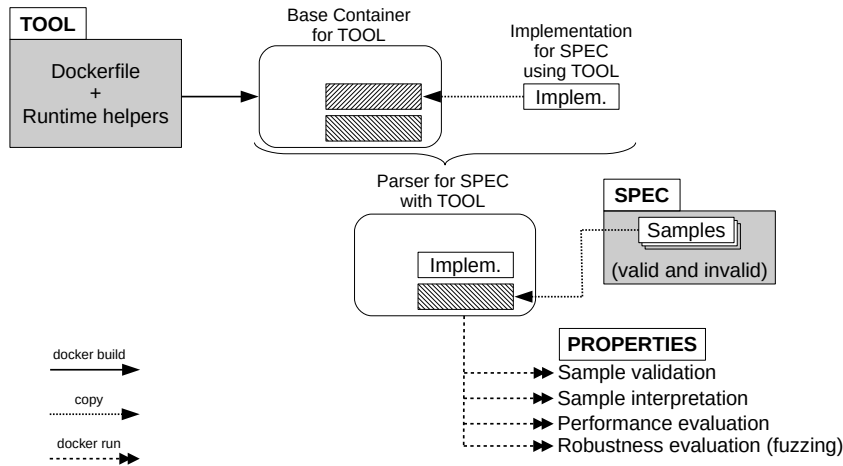 TOOL
Dockerfile
+
Runtime helpers
Base Container
for TOOL
Implementation
for SPEC
using TOOL
Implem.
Parser for SPEC
with TOOL
Implem.
SPEC
Samples
(valid and invalid)
PROPERTIES
Sample validation
Sample interpretation
Performance evaluation
Robustness evaluation (fuzzing)
docker build
copy
docker run